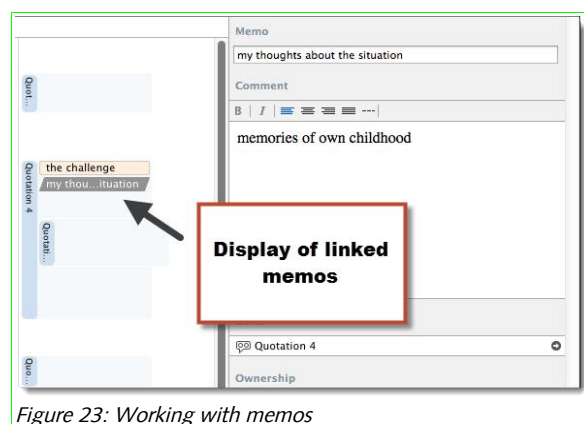 Memo
my thoughts about the situation
Comment
B | I
memories of own childhood
Quot...
Quotation 4
the challenge
my thou...ituation
Quotati...
Quo...
Display of linked
memos
Quotation 4
Ownership
Figure 23: Working with memos